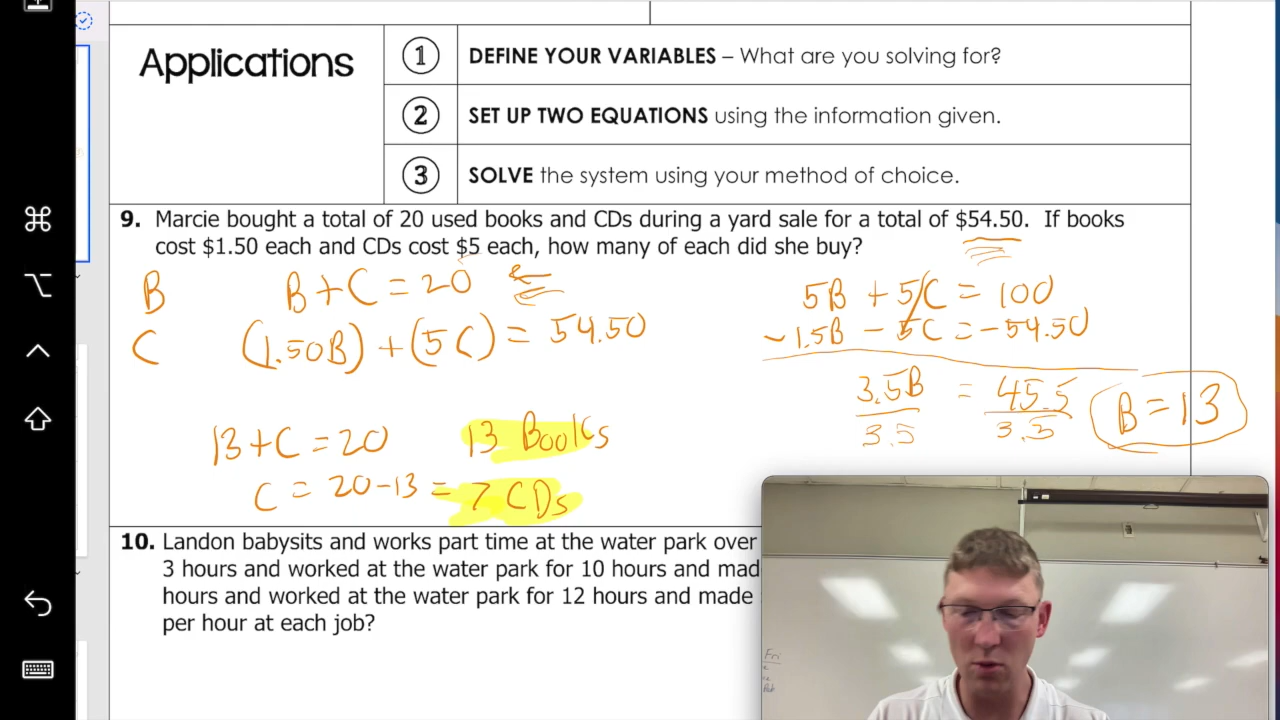 Applications
1 DEFINE YOUR VARIABLES – What are you solving for?
2 SET UP TWO EQUATIONS using the information given.
3 SOLVE the system using your method of choice.
9. Marcie bought a total of 20 used books and CDs during a yard sale for a total of $54.50. If books
cost $1.50 each and CDs cost $5 each, how many of each did she buy?
B
B + C = 20
C
(1.50B) + (5C) = 54.50
5B + 5C = 100
-1.5B - 5C = -54.50
3.5B = 45.5
3.5 3.3
B = 13
13 + C = 20
C = 20 - 13 = 7 CDs
13 Books
10. Landon babysits and works part time at the water park over
3 hours and worked at the water park for 10 hours and mad
hours and worked at the water park for 12 hours and made
per hour at each job?
Fri